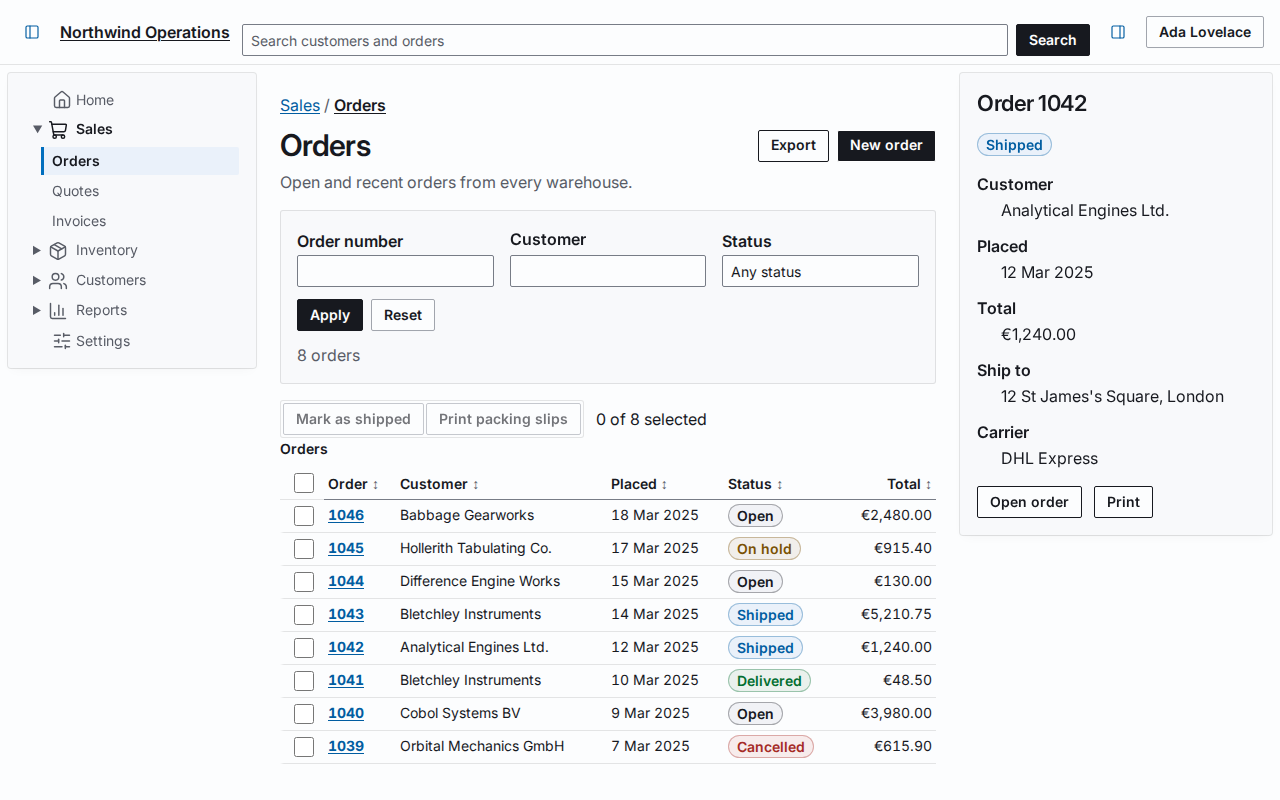 Northwind Operations
Search customers and orders
Search
Ada Lovelace
Home
Sales
Orders
Quotes
Invoices
Inventory
Customers
Reports
Settings
Sales / Orders
Orders
Export
New order
Open and recent orders from every warehouse.
Order number
Customer
Status
Any status
Apply
Reset
8 orders
Mark as shipped
Print packing slips
0 of 8 selected
Orders
Order ↕ Customer ↕ Placed ↕ Status ↕ Total ↕
1046 Babbage Gearworks 18 Mar 2025 Open €2,480.00
1045 Hollerith Tabulating Co. 17 Mar 2025 On hold €915.40
1044 Difference Engine Works 15 Mar 2025 Open €130.00
1043 Bletchley Instruments 14 Mar 2025 Shipped €5,210.75
1042 Analytical Engines Ltd. 12 Mar 2025 Shipped €1,240.00
1041 Bletchley Instruments 10 Mar 2025 Delivered €48.50
1040 Cobol Systems BV 9 Mar 2025 Open €3,980.00
1039 Orbital Mechanics GmbH 7 Mar 2025 Cancelled €615.90
Order 1042
Shipped
Customer
Analytical Engines Ltd.
Placed
12 Mar 2025
Total
€1,240.00
Ship to
12 St James's Square, London
Carrier
DHL Express
Open order
Print